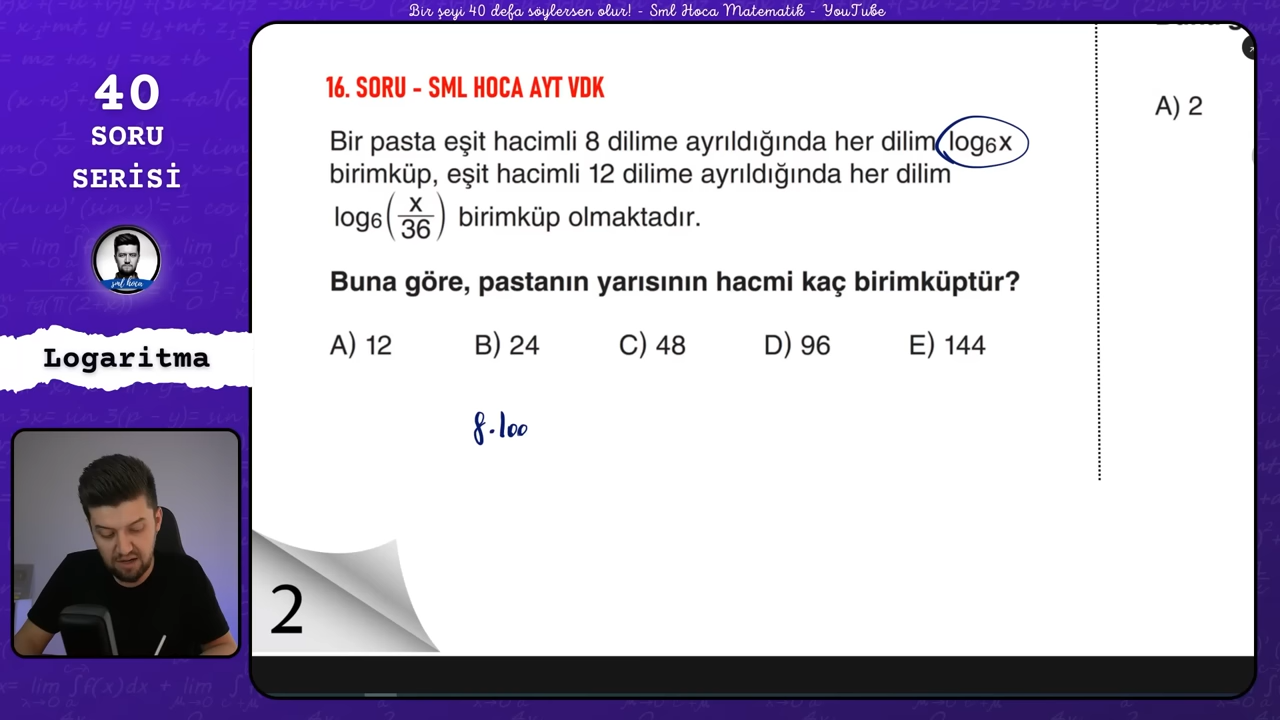 Bir şeyi 40 defa söylersen olur! - Sml Hoca Matematik - YouTube
40
SORU
SERİSİ
sml hoca
Logaritma
16. SORU - SML HOCA AYT VDK
Bir pasta eşit hacimli 8 dilime ayrıldığında her dilim log₆x
birimküp, eşit hacimli 12 dilime ayrıldığında her dilim
log₆(x/36) birimküp olmaktadır.
Buna göre, pastanın yarısının hacmi kaç birimküptür?
A) 12 B) 24 C) 48 D) 96 E) 144
8.loo
2
A) 2